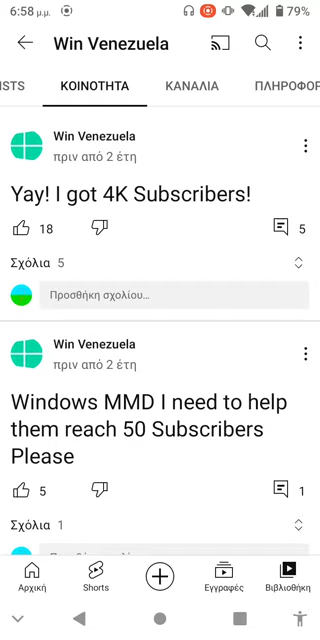 6:58 μ.μ.
79%
Win Venezuela
ISTS
ΚΟΙΝΟΤΗΤΑ
ΚΑΝΑΛΙΑ
ΠΛΗΡΟΦΟΡ
Win Venezuela
πριν από 2 έτη
Yay! I got 4K Subscribers!
18
5
Σχόλια 5
Προσθήκη σχολίου...
Win Venezuela
πριν από 2 έτη
Windows MMD I need to help
them reach 50 Subscribers
Please
5
1
Σχόλια 1
Αρχική
Shorts
Εγγραφές
Βιβλιοθήκη